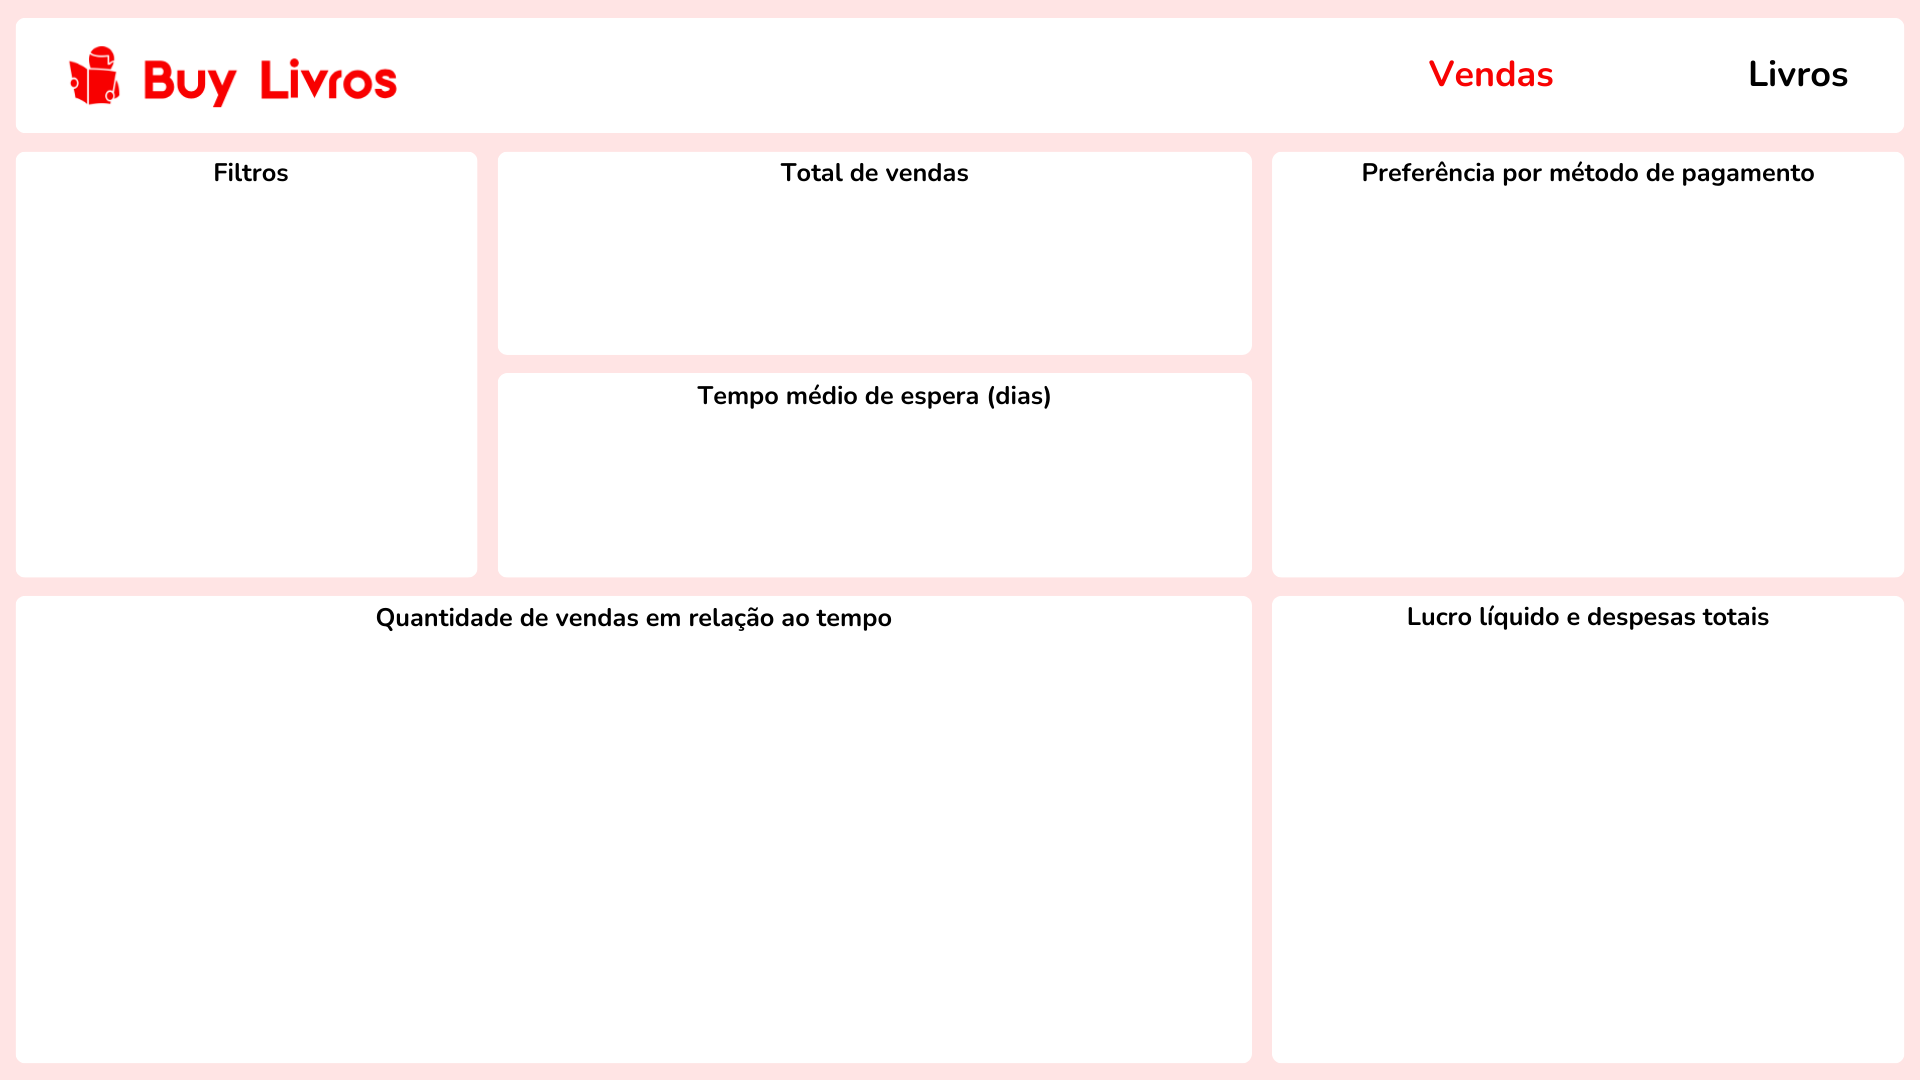 Buy Livros
Vendas
Livros
Filtros
Total de vendas
Preferência por método de pagamento
Tempo médio de espera (dias)
Quantidade de vendas em relação ao tempo
Lucro líquido e despesas totais